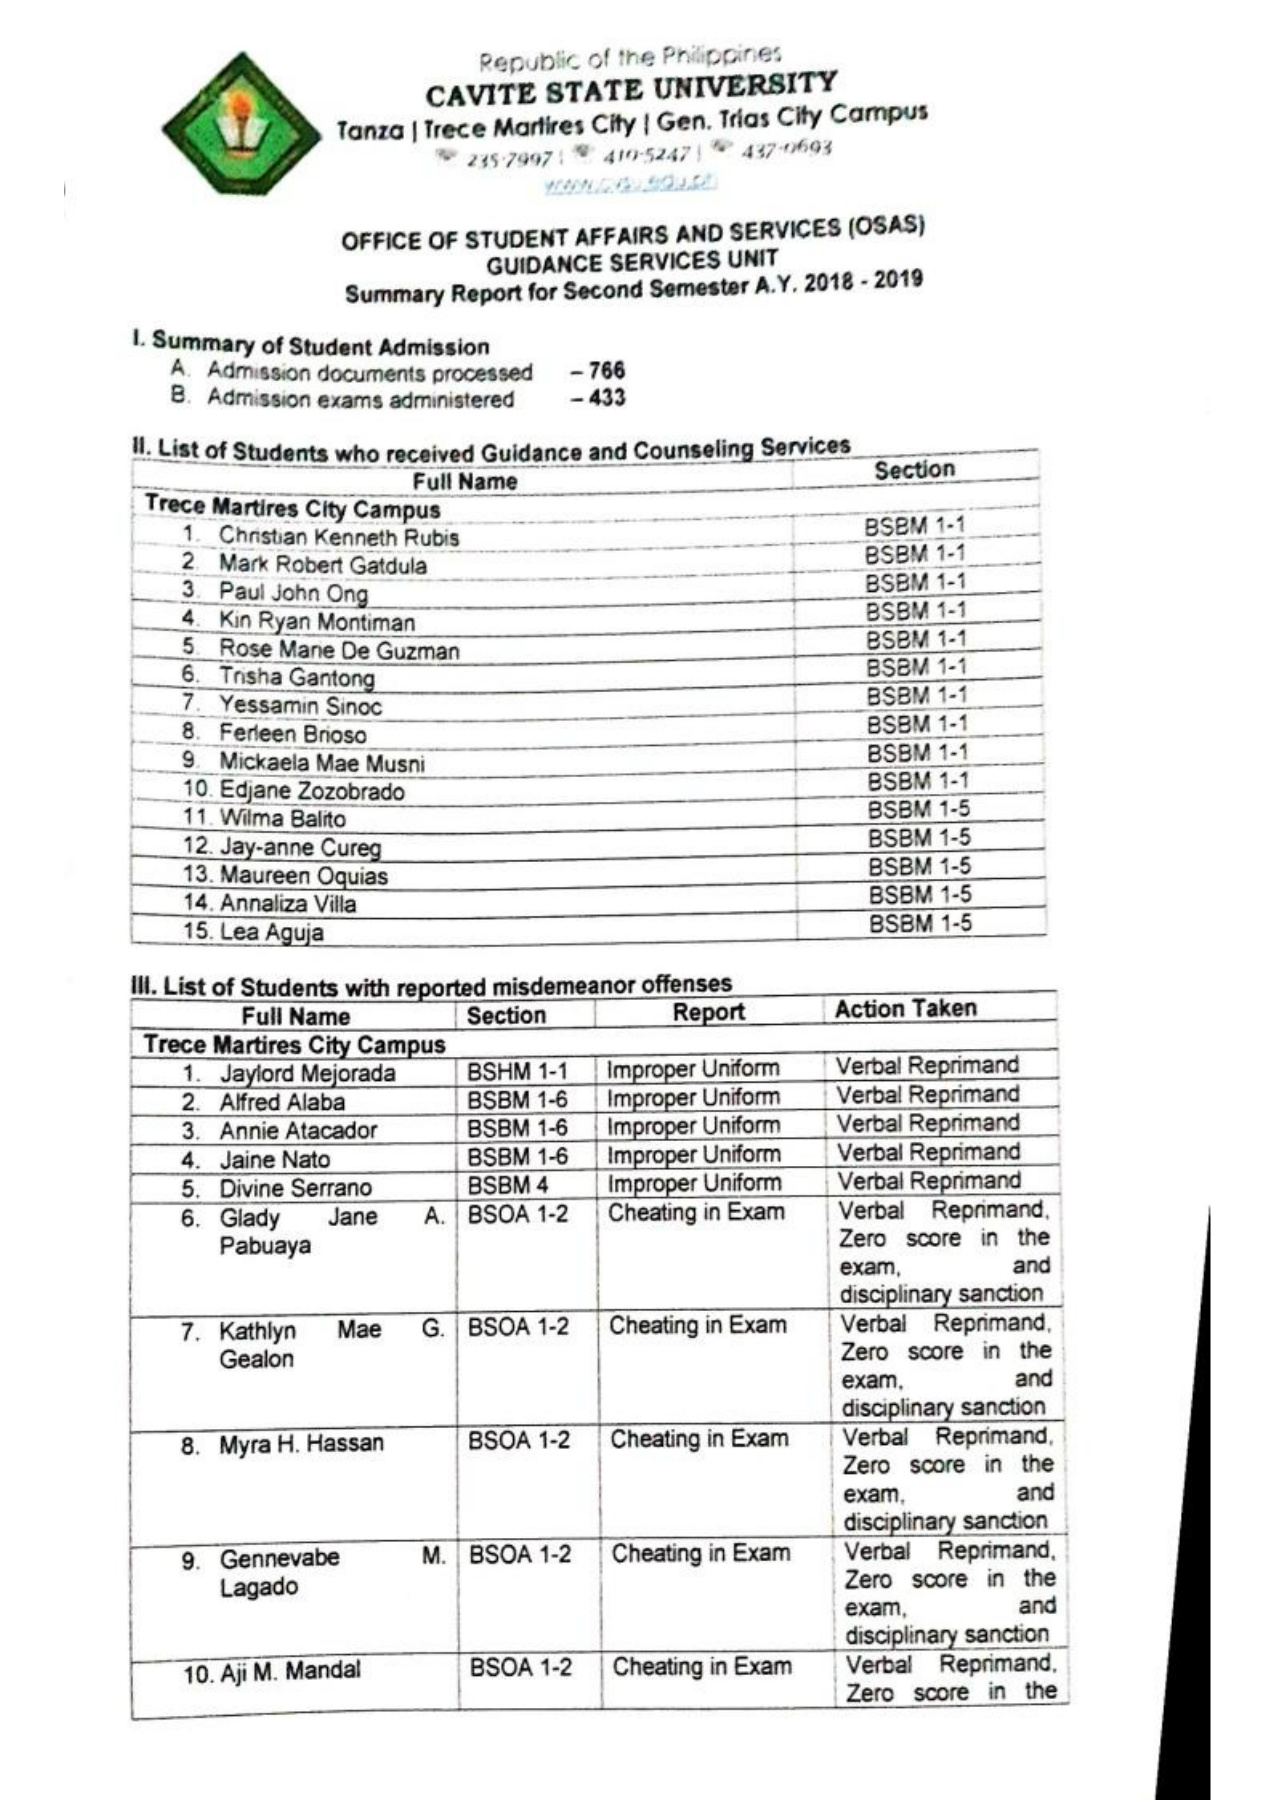 Republic of the Philippines
CAVITE STATE UNIVERSITY
Tanza | Trece Martires City | Gen. Trias City Campus
235-7997 | 410-5247 | 437-0693
www.cvsu.edu.ph
OFFICE OF STUDENT AFFAIRS AND SERVICES (OSAS)
GUIDANCE SERVICES UNIT
Summary Report for Second Semester A.Y. 2018 - 2019
I. Summary of Student Admission
A. Admission documents processed – 766
B. Admission exams administered – 433
II. List of Students who received Guidance and Counseling Services
Full Name Section
Trece Martires City Campus
1. Christian Kenneth Rubis BSBM 1-1
2. Mark Robert Gatdula BSBM 1-1
3. Paul John Ong BSBM 1-1
4. Kin Ryan Montiman BSBM 1-1
5. Rose Marie De Guzman BSBM 1-1
6. Trisha Gantong BSBM 1-1
7. Yessamin Sinoc BSBM 1-1
8. Ferleen Brioso BSBM 1-1
9. Mickaela Mae Musni BSBM 1-1
10. Edjane Zozobrado BSBM 1-1
11. Wilma Balito BSBM 1-5
12. Jay-anne Cureg BSBM 1-5
13. Maureen Oquias BSBM 1-5
14. Annaliza Villa BSBM 1-5
15. Lea Aguja BSBM 1-5
III. List of Students with reported misdemeanor offenses
Full Name Section Report Action Taken
Trece Martires City Campus
1. Jaylord Mejorada BSHM 1-1 Improper Uniform Verbal Reprimand
2. Alfred Alaba BSBM 1-6 Improper Uniform Verbal Reprimand
3. Annie Atacador BSBM 1-6 Improper Uniform Verbal Reprimand
4. Jaine Nato BSBM 1-6 Improper Uniform Verbal Reprimand
5. Divine Serrano BSBM 4 Improper Uniform Verbal Reprimand
6. Glady Jane A. BSOA 1-2 Cheating in Exam Verbal Reprimand,
Pabuaya Zero score in the
exam, and
disciplinary sanction
7. Kathlyn Mae G. BSOA 1-2 Cheating in Exam Verbal Reprimand,
Gealon Zero score in the
exam, and
disciplinary sanction
8. Myra H. Hassan BSOA 1-2 Cheating in Exam Verbal Reprimand,
Zero score in the
exam, and
disciplinary sanction
9. Gennevabe M. BSOA 1-2 Cheating in Exam Verbal Reprimand,
Lagado Zero score in the
exam, and
disciplinary sanction
10. Aji M. Mandal BSOA 1-2 Cheating in Exam Verbal Reprimand,
Zero score in the